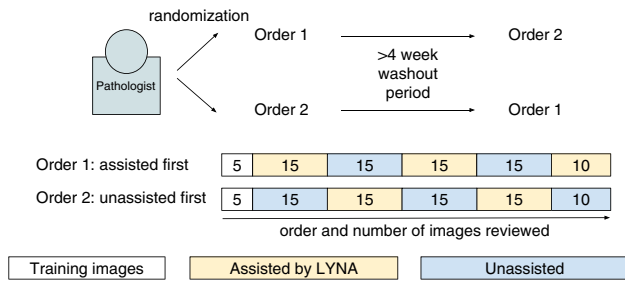 randomization
Order 1
Order 2
>4 week
washout
period
Pathologist
Order 2
Order 1
Order 1: assisted first
5 15 15 15 15 10
Order 2: unassisted first
5 15 15 15 15 10
order and number of images reviewed
Training images
Assisted by LYNA
Unassisted